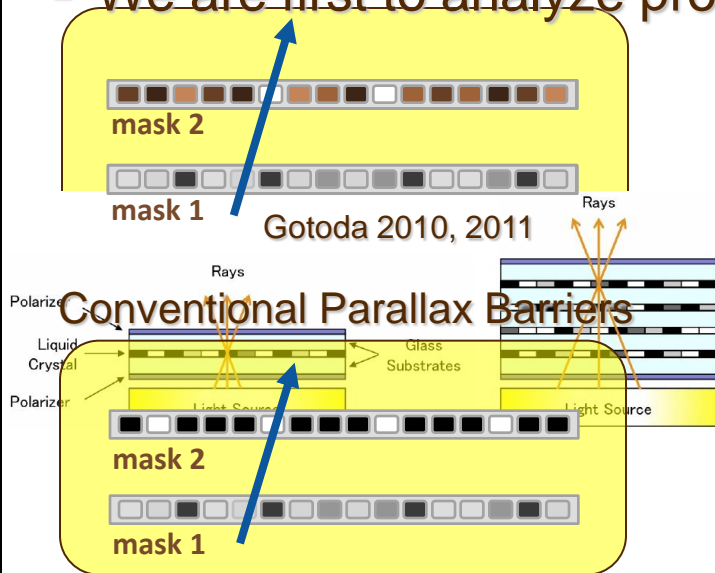 We are first to analyze pro
mask 2
mask 1
Gotoda 2010, 2011
Rays
Rays
Polarizer
Conventional Parallax Barriers
Liquid
Crystal
Glass
Substrates
Polarizer
Light Source
Light Source
mask 2
mask 1